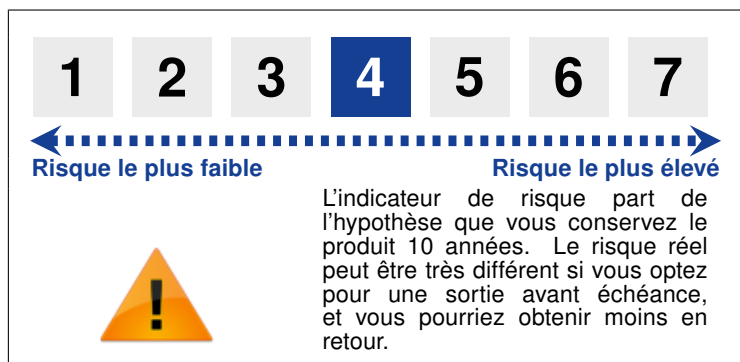 1 2 3 4 5 6 7
Risque le plus faible Risque le plus élevé
L'indicateur de risque part de
l'hypothèse que vous conservez le
produit 10 années. Le risque réel
peut être très différent si vous optez
pour une sortie avant échéance,
et vous pourriez obtenir moins en
retour.
!